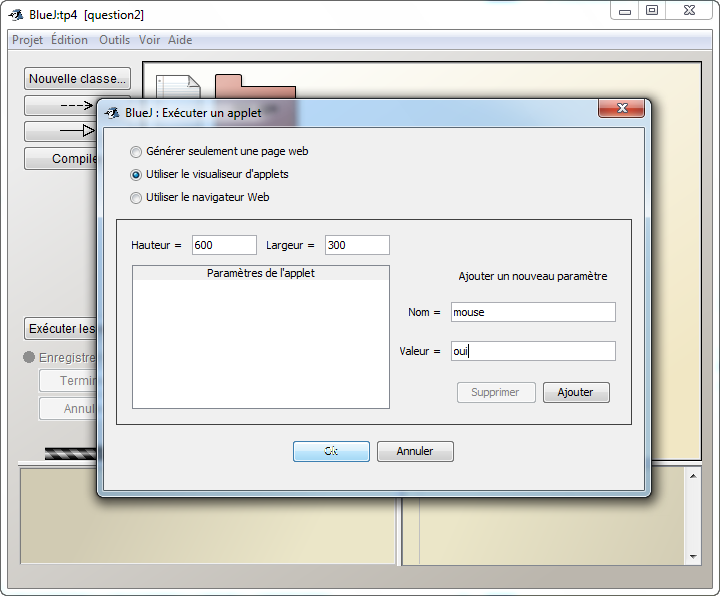 BlueJ:tp4 [question2]
Projet Édition Outils Voir Aide
Nouvelle classe...
Compile
BlueJ : Exécuter un applet
Générer seulement une page web
Utiliser le visualiseur d'applets
Utiliser le navigateur Web
Hauteur = 600 Largeur = 300
Paramètres de l'applet
Ajouter un nouveau paramètre
Nom = mouse
Valeur = oui
Supprimer Ajouter
Ok Annuler
Exécuter les
Enregistre
Termin
Annul